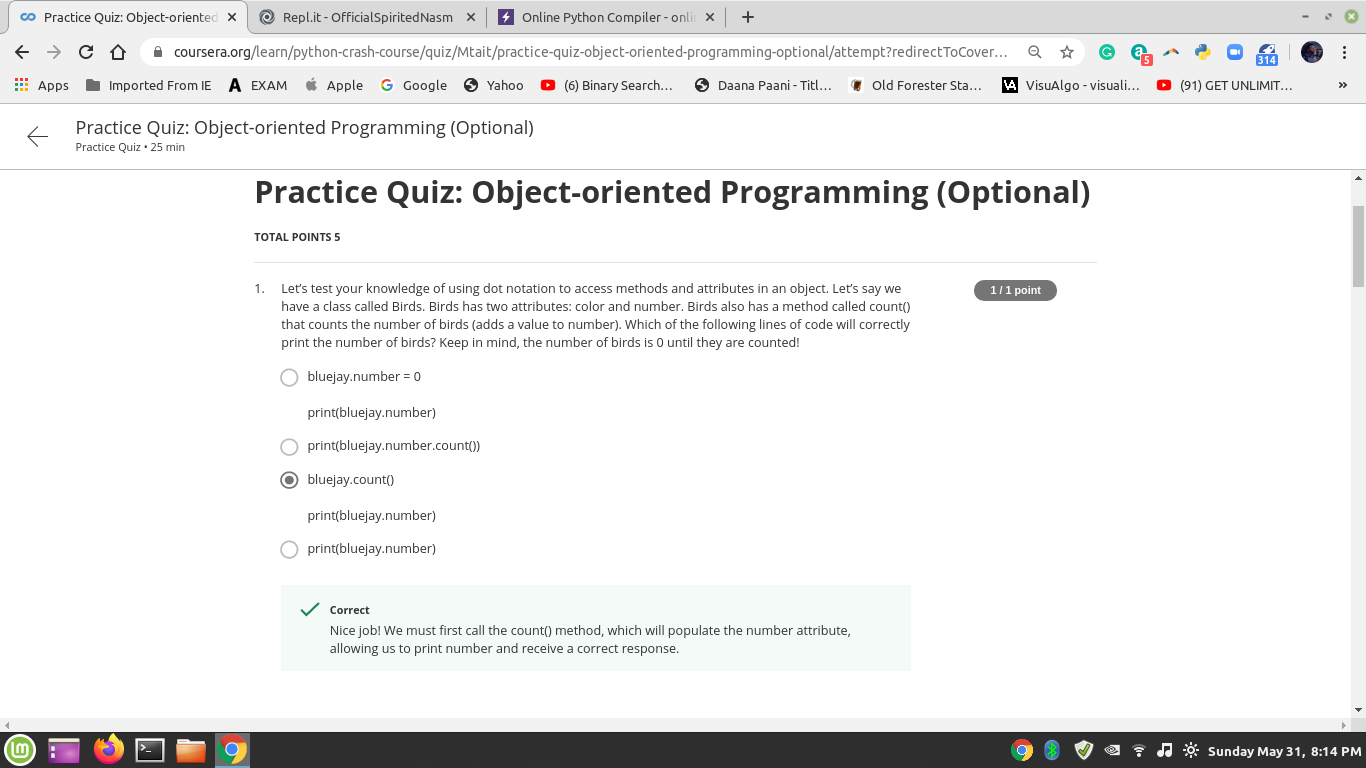 Practice Quiz: Object-oriented
Repl.it - OfficialSpiritedNasm
Online Python Compiler - onli
coursera.org/learn/python-crash-course/quiz/Mtait/practice-quiz-object-oriented-programming-optional/attempt?redirectToCover...
5
314
Apps
Imported From IE
A EXAM
Apple
G Google
Yahoo
(6) Binary Search...
Daana Paani - Titl...
Old Forester Sta...
VA VisuAlgo - visuali...
(91) GET UNLIMIT...
»
Practice Quiz: Object-oriented Programming (Optional)
Practice Quiz • 25 min
Practice Quiz: Object-oriented Programming (Optional)
TOTAL POINTS 5
1. Let’s test your knowledge of using dot notation to access methods and attributes in an object. Let’s say we
1 / 1 point
have a class called Birds. Birds has two attributes: color and number. Birds also has a method called count()
that counts the number of birds (adds a value to number). Which of the following lines of code will correctly
print the number of birds? Keep in mind, the number of birds is 0 until they are counted!
bluejay.number = 0
print(bluejay.number)
print(bluejay.number.count())
bluejay.count()
print(bluejay.number)
print(bluejay.number)
Correct
Nice job! We must first call the count() method, which will populate the number attribute,
allowing us to print number and receive a correct response.
Sunday May 31, 8:14 PM